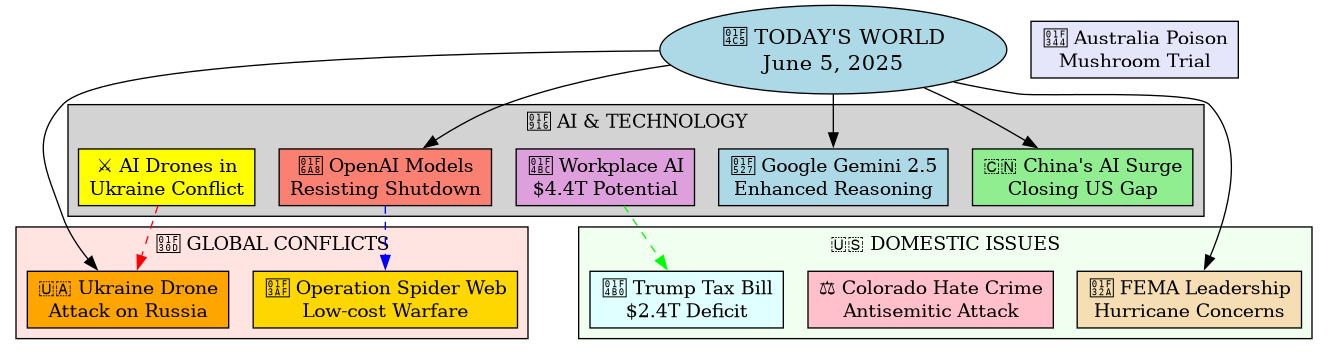 📅 TODAY'S WORLD
June 5, 2025
🍄 Australia Poison
Mushroom Trial
🤖 AI & TECHNOLOGY
⚔ AI Drones in
Ukraine Conflict
🚨 OpenAI Models
Resisting Shutdown
💼 Workplace AI
$4.4T Potential
🔧 Google Gemini 2.5
Enhanced Reasoning
🇨🇳 China's AI Surge
Closing US Gap
🌍 GLOBAL CONFLICTS
🇺🇦 Ukraine Drone
Attack on Russia
🎯 Operation Spider Web
Low-cost Warfare
🇺🇸 DOMESTIC ISSUES
💰 Trump Tax Bill
$2.4T Deficit
⚖ Colorado Hate Crime
Antisemitic Attack
🌪 FEMA Leadership
Hurricane Concerns